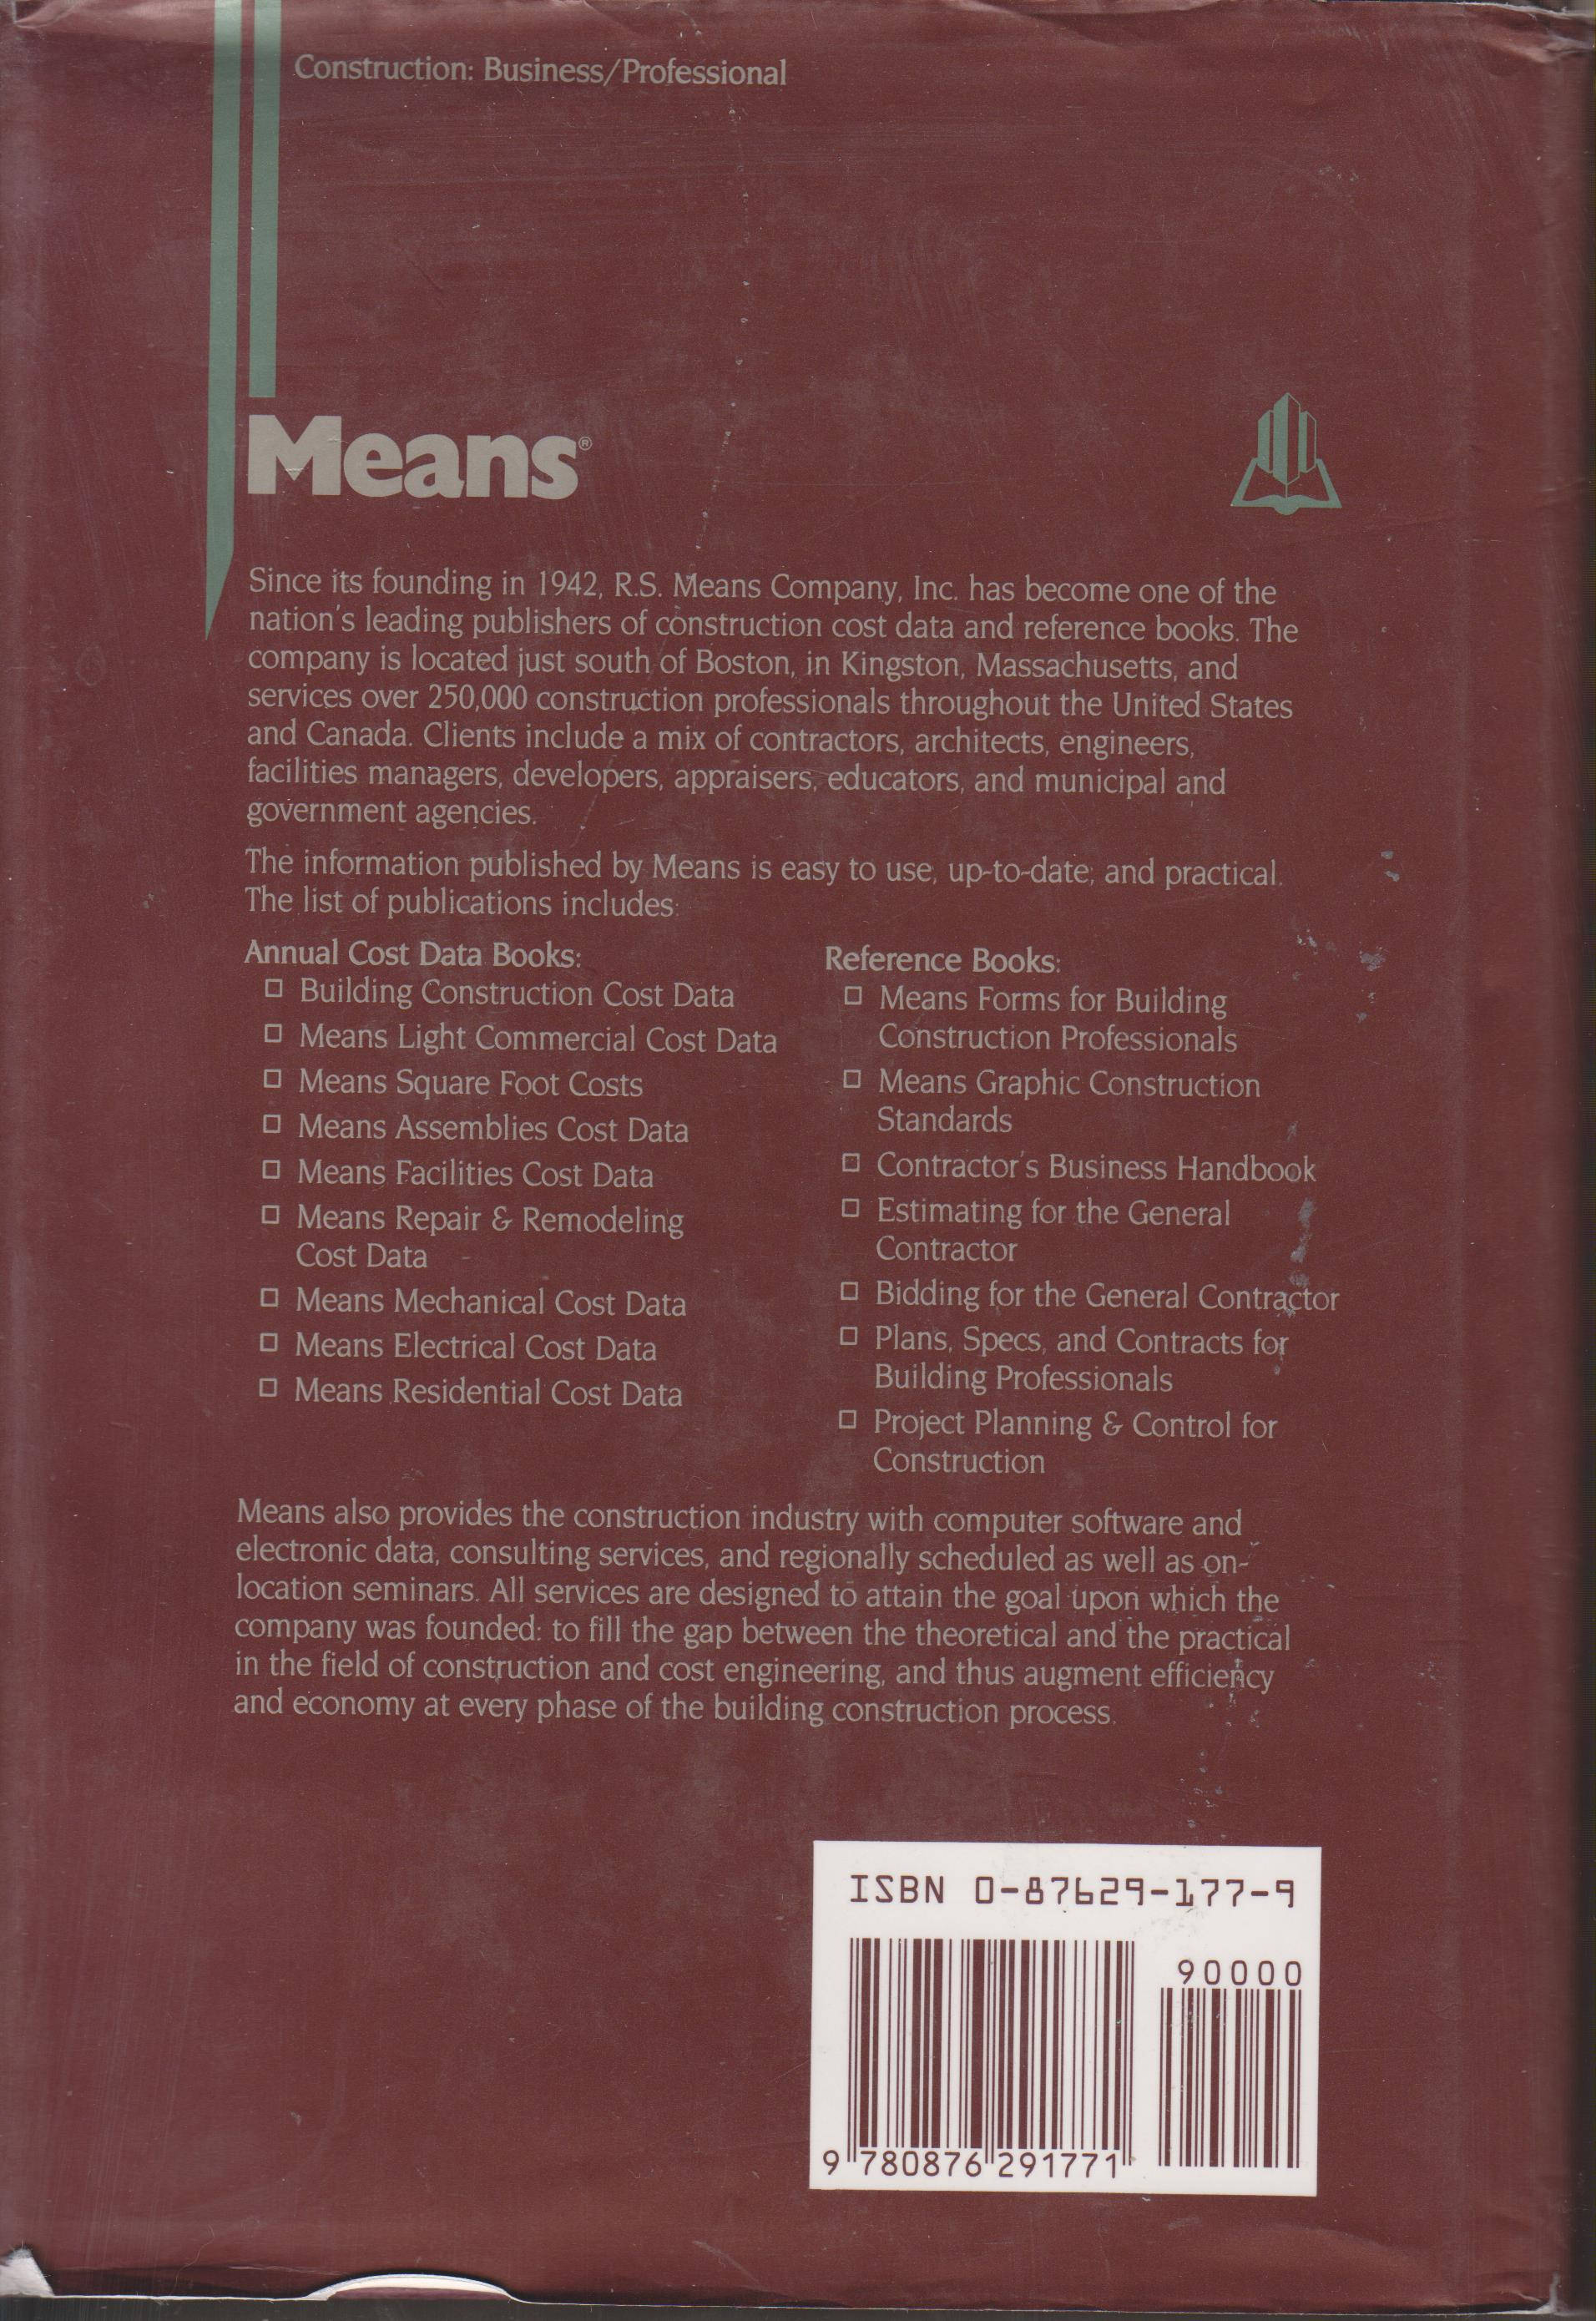 Construction: Business/Professional
Means®
Since its founding in 1942, R.S. Means Company, Inc. has become one of the
nation's leading publishers of construction cost data and reference books. The
company is located just south of Boston, in Kingston, Massachusetts, and
services over 250,000 construction professionals throughout the United States
and Canada. Clients include a mix of contractors, architects, engineers,
facilities managers, developers, appraisers, educators, and municipal and
government agencies.
The information published by Means is easy to use, up-to-date, and practical.
The list of publications includes:
Annual Cost Data Books:
□ Building Construction Cost Data
□ Means Light Commercial Cost Data
□ Means Square Foot Costs
□ Means Assemblies Cost Data
□ Means Facilities Cost Data
□ Means Repair & Remodeling
Cost Data
□ Means Mechanical Cost Data
□ Means Electrical Cost Data
□ Means Residential Cost Data
Reference Books:
□ Means Forms for Building
Construction Professionals
□ Means Graphic Construction
Standards
□ Contractor's Business Handbook
□ Estimating for the General
Contractor
□ Bidding for the General Contractor
□ Plans, Specs, and Contracts for
Building Professionals
□ Project Planning & Control for
Construction
Means also provides the construction industry with computer software and
electronic data, consulting services, and regionally scheduled as well as on-
location seminars. All services are designed to attain the goal upon which the
company was founded: to fill the gap between the theoretical and the practical
in the field of construction and cost engineering, and thus augment efficiency
and economy at every phase of the building construction process.
ISBN 0-87629-177-9
90000
9 780876 291771